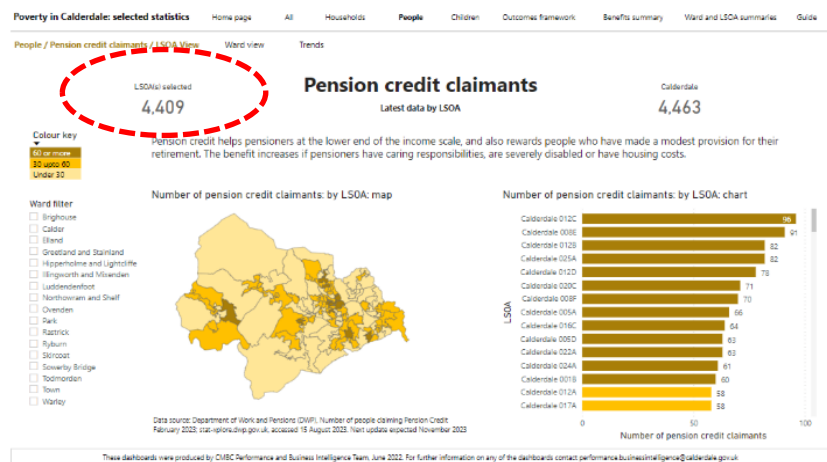 Poverty in Calderdale: selected statistics Home page All Households People Children Outcomes framework Benefits summary Ward and LSOA summaries Guide
People / Pension credit claimants / LSOA View Ward view Trends
LSOA(s) selected
4,409
Pension credit claimants
Latest data by LSOA
Calderdale
4,463
Colour key
60 or more
30 upto 60
Under 30
Pension credit helps pensioners at the lower end of the income scale, and also rewards people who have made a modest provision for their
retirement. The benefit increases if pensioners have caring responsibilities, are severely disabled or have housing costs.
Ward filter
Brighouse
Calder
Elland
Greetland and Stainland
Hipperholme and Lightcliffe
Illingworth and Mixenden
Luddendenfoot
Northowram and Shelf
Ovenden
Park
Rastrick
Ryburn
Skircoat
Sowerby Bridge
Todmorden
Town
Warley
Number of pension credit claimants: by LSOA: map
Data source: Department of Work and Pensions (DWP), Number of people claiming Pension Credit
February 2023; stat-xplore.dwp.gov.uk; accessed 15 August 2023. Next update expected November 2023
Number of pension credit claimants: by LSOA: chart
LSOA
Calderdale 012C 96
Calderdale 008E 91
Calderdale 012B 82
Calderdale 025A 82
Calderdale 012D 78
Calderdale 020C 71
Calderdale 008F 70
Calderdale 005A 66
Calderdale 016C 64
Calderdale 005D 63
Calderdale 022A 63
Calderdale 024A 61
Calderdale 001B 60
Calderdale 012A 58
Calderdale 017A 58
0 50 100
Number of pension credit claimants
These dashboards were produced by CMBC Performance and Business Intelligence Team, June 2022. For further information on any of the dashboards contact performance.businessintelligence@calderdale.gov.uk